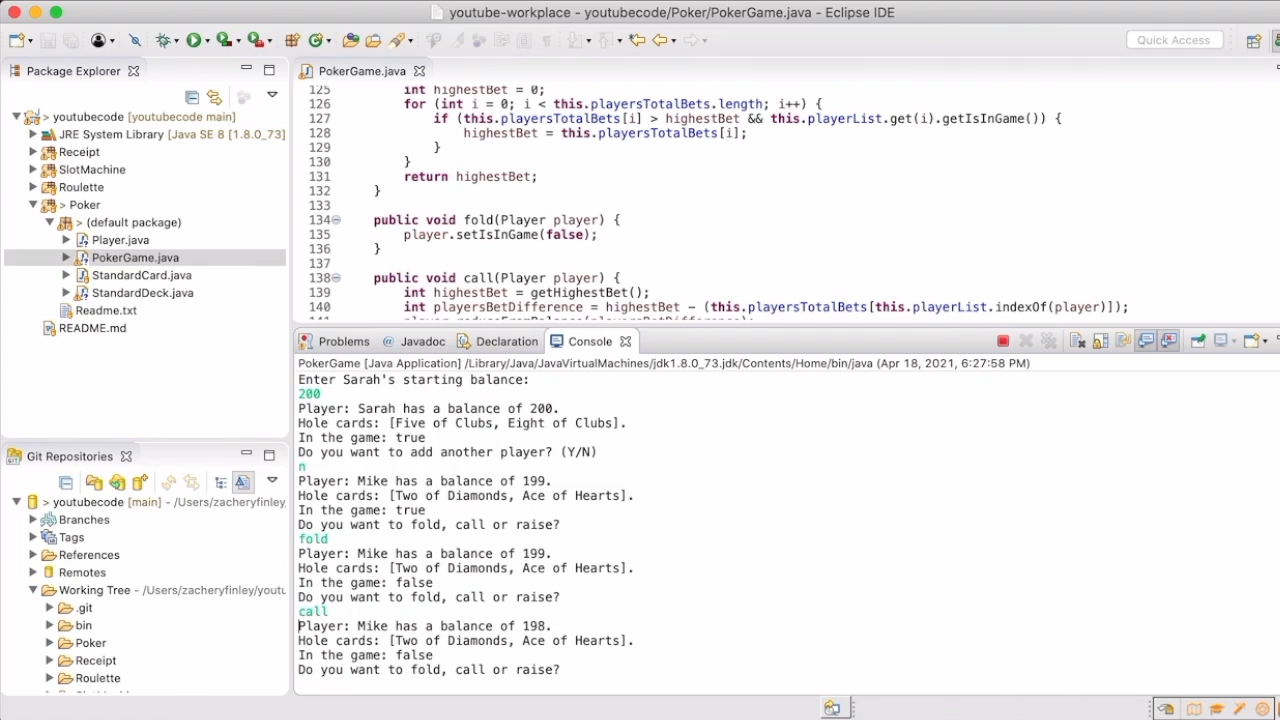 youtube-workplace - youtubecode/Poker/PokerGame.java - Eclipse IDE
Quick Access
Package Explorer
> youtubecode [youtubecode main]
JRE System Library [Java SE 8 [1.8.0_73]
Receipt
SlotMachine
Roulette
> Poker
> (default package)
Player.java
PokerGame.java
StandardCard.java
StandardDeck.java
Readme.txt
README.md
Git Repositories
> youtubecode [main] - /Users/zacheryfinley,
Branches
Tags
References
Remotes
Working Tree - /Users/zacheryfinley/youtu
.git
bin
Poker
Receipt
Roulette
PokerGame.java
125 int highestBet = 0;
126 for (int i = 0; i < this.playersTotalBets.length; i++) {
127 if (this.playersTotalBets[i] > highestBet && this.playerList.get(i).getIsInGame()) {
128 highestBet = this.playersTotalBets[i];
129 }
130 }
131 return highestBet;
132 }
133
134 public void fold(Player player) {
135 player.setIsInGame(false);
136 }
137
138 public void call(Player player) {
139 int highestBet = getHighestBet();
140 int playersBetDifference = highestBet - (this.playersTotalBets[this.playerList.indexOf(player)]);
Problems @ Javadoc Declaration Console
PokerGame [Java Application] /Library/Java/JavaVirtualMachines/jdk1.8.0_73.jdk/Contents/Home/bin/java (Apr 18, 2021, 6:27:58 PM)
Enter Sarah's starting balance:
200
Player: Sarah has a balance of 200.
Hole cards: [Five of Clubs, Eight of Clubs].
In the game: true
Do you want to add another player? (Y/N)
n
Player: Mike has a balance of 199.
Hole cards: [Two of Diamonds, Ace of Hearts].
In the game: true
Do you want to fold, call or raise?
fold
Player: Mike has a balance of 199.
Hole cards: [Two of Diamonds, Ace of Hearts].
In the game: false
Do you want to fold, call or raise?
call
Player: Mike has a balance of 198.
Hole cards: [Two of Diamonds, Ace of Hearts].
In the game: false
Do you want to fold, call or raise?